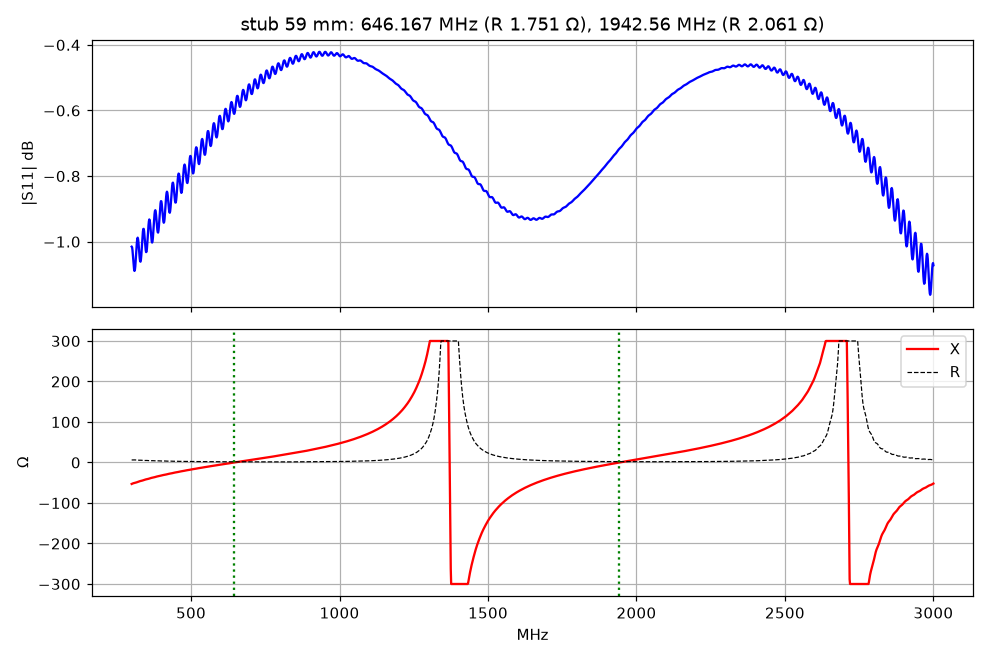 stub 59 mm: 646.167 MHz (R 1.751 Ω), 1942.56 MHz (R 2.061 Ω)
−0.4
−0.6
−0.8
−1.0
|S11| dB
300
200
100
0
−100
−200
−300
Ω
X
R
500
1000
1500
2000
2500
3000
MHz